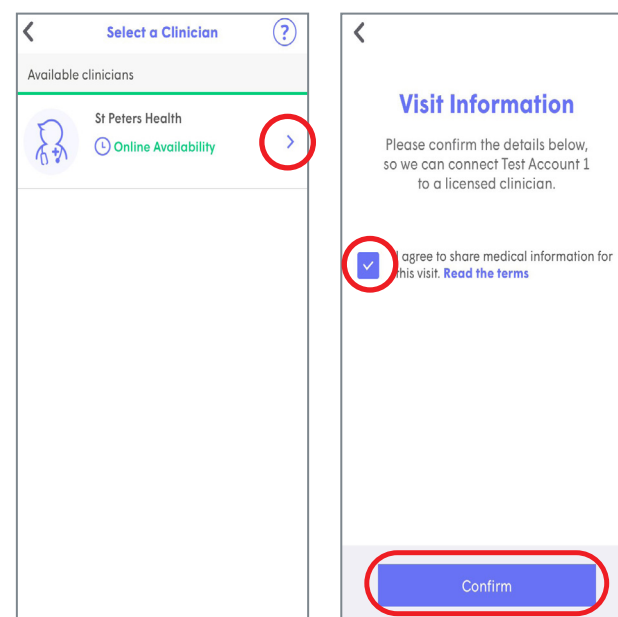 Select a Clinician
?
Available clinicians
St Peters Health
Online Availability
Visit Information
Please confirm the details below,
so we can connect Test Account 1
to a licensed clinician.
I agree to share medical information for
this visit. Read the terms
Confirm